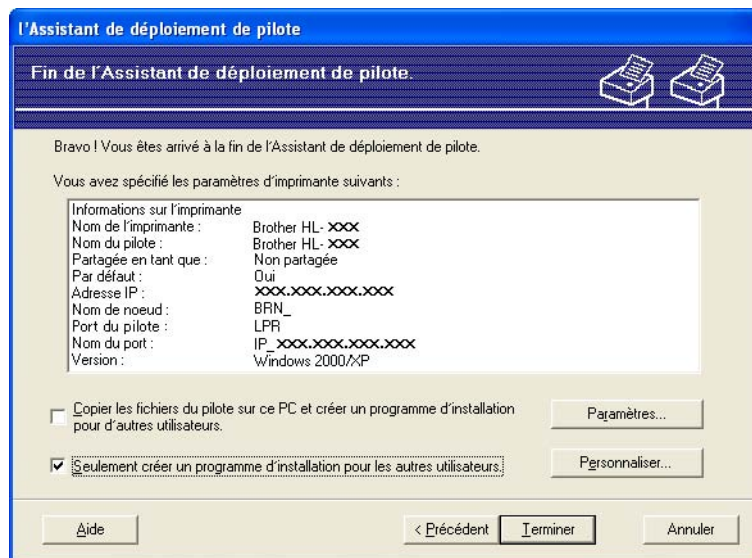 l'Assistant de déploiement de pilote
Fin de l'Assistant de déploiement de pilote.
Bravo ! Vous êtes arrivé à la fin de l'Assistant de déploiement de pilote.
Vous avez spécifié les paramètres d'imprimante suivants :
Informations sur l'imprimante
Nom de l'imprimante : Brother HL- XXX
Nom du pilote : Brother HL- XXX
Partagée en tant que : Non partagée
Par défaut : Oui
Adresse IP : XXX.XXX.XXX.XXX
Nom de noeud : BRN_
Port du pilote : LPR
Nom du port : IP_ XXX.XXX.XXX.XXX
Version : Windows 2000/XP
Copier les fichiers du pilote sur ce PC et créer un programme d'installation
pour d'autres utilisateurs.
Paramètres...
Seulement créer un programme d'installation pour les autres utilisateurs.
Personnaliser...
Aide
< Précédent
Terminer
Annuler